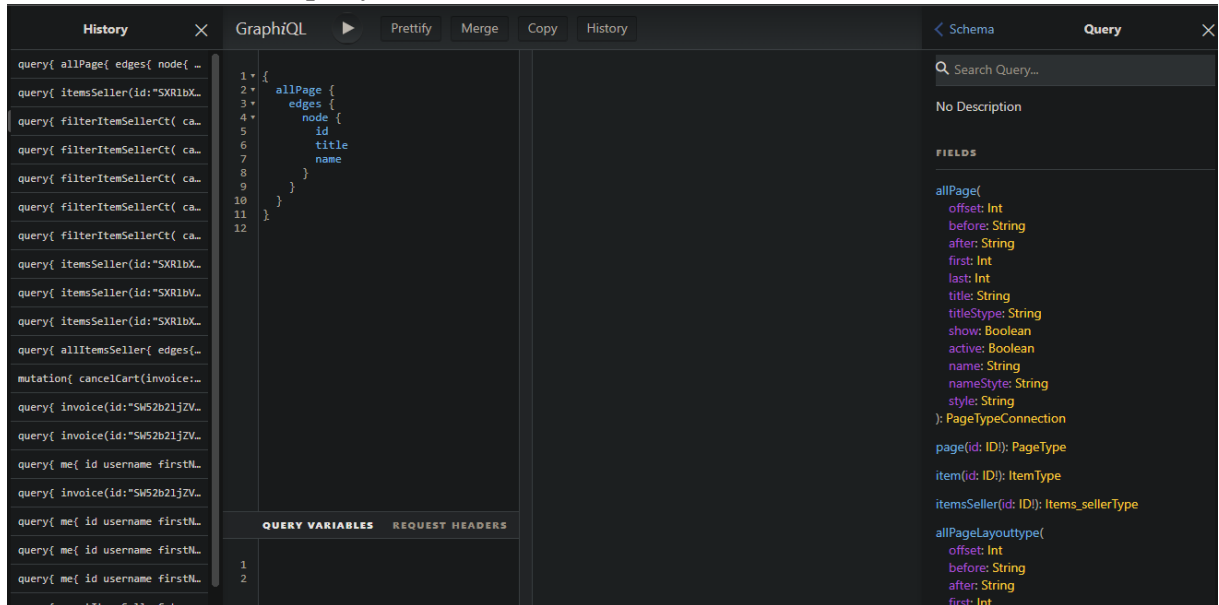 History
query{ allPage{ edges{ node{ …
query{ itemsSeller(id:"SXRlbX…
query{ filterItemSellerCt( ca…
query{ filterItemSellerCt( ca…
query{ filterItemSellerCt( ca…
query{ filterItemSellerCt( ca…
query{ filterItemSellerCt( ca…
query{ itemsSeller(id:"SXRlbX…
query{ itemsSeller(id:"SXRlbV…
query{ itemsSeller(id:"SXRlbX…
query{ allItemsSeller{ edges{…
mutation{ cancelCart(invoice:…
query{ invoice(id:"SW52b2ljZV…
query{ invoice(id:"SW52b2ljZV…
query{ me{ id username firstN…
query{ invoice(id:"SW52b2ljZV…
query{ me{ id username firstN…
query{ me{ id username firstN…
query{ me{ id username firstN…
GraphiQL Prettify Merge Copy History
1 {
2 allPage {
3 edges {
4 node {
5 id
6 title
7 name
8 }
9 }
10 }
11 }
12
QUERY VARIABLES REQUEST HEADERS
1
2
Schema Query
Search Query...
No Description
FIELDS
allPage(
offset: Int
before: String
after: String
first: Int
last: Int
title: String
titleStype: String
show: Boolean
active: Boolean
name: String
nameStyte: String
style: String
): PageTypeConnection
page(id: ID!): PageType
item(id: ID!): ItemType
itemsSeller(id: ID!): Items_sellerType
allPageLayouttype(
offset: Int
before: String
after: String
first: Int